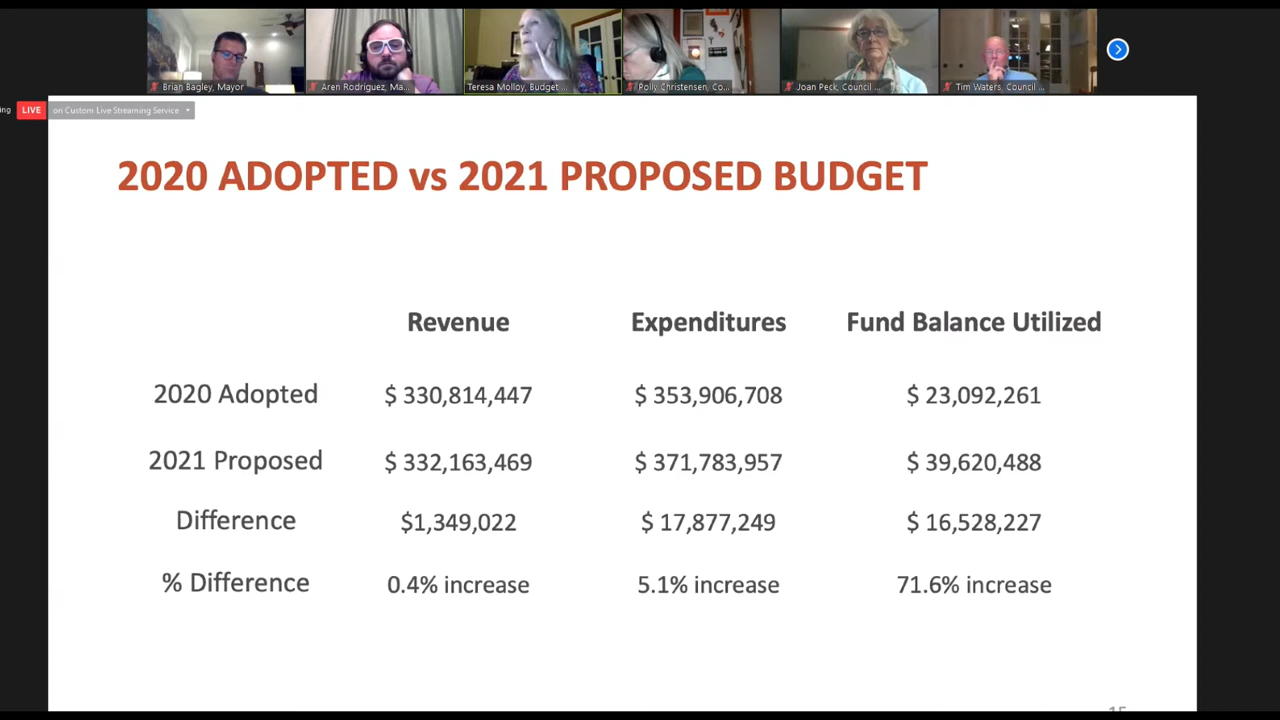 Brian Bagley, Mayor
Aren Rodriguez, Ma...
Teresa Molloy, Budget ...
Polly Christensen, Co...
Joan Peck, Council ...
Tim Waters, Council ...
ing
LIVE
on Custom Live Streaming Service
2020 ADOPTED vs 2021 PROPOSED BUDGET
Revenue Expenditures Fund Balance Utilized
2020 Adopted $ 330,814,447 $ 353,906,708 $ 23,092,261
2021 Proposed $ 332,163,469 $ 371,783,957 $ 39,620,488
Difference $1,349,022 $ 17,877,249 $ 16,528,227
% Difference 0.4% increase 5.1% increase 71.6% increase